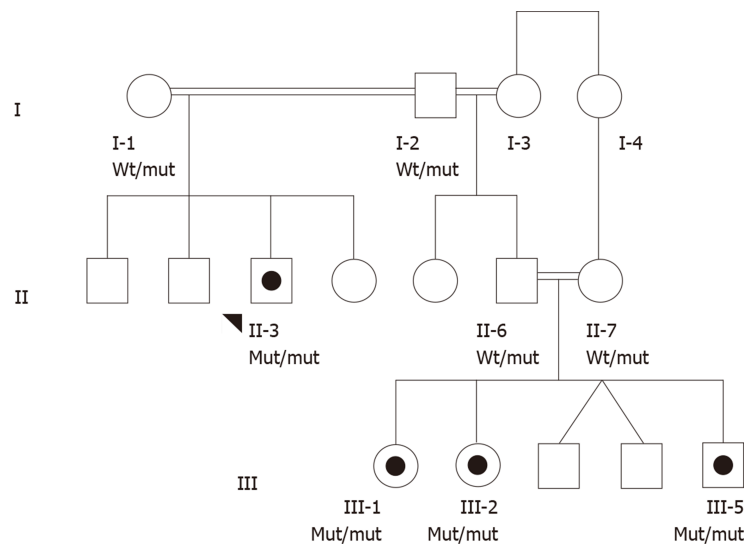 I
I-1 I-2 I-3 I-4
Wt/mut Wt/mut
II
II-3 II-6 II-7
Mut/mut Wt/mut Wt/mut
III
III-1 III-2 III-5
Mut/mut Mut/mut Mut/mut